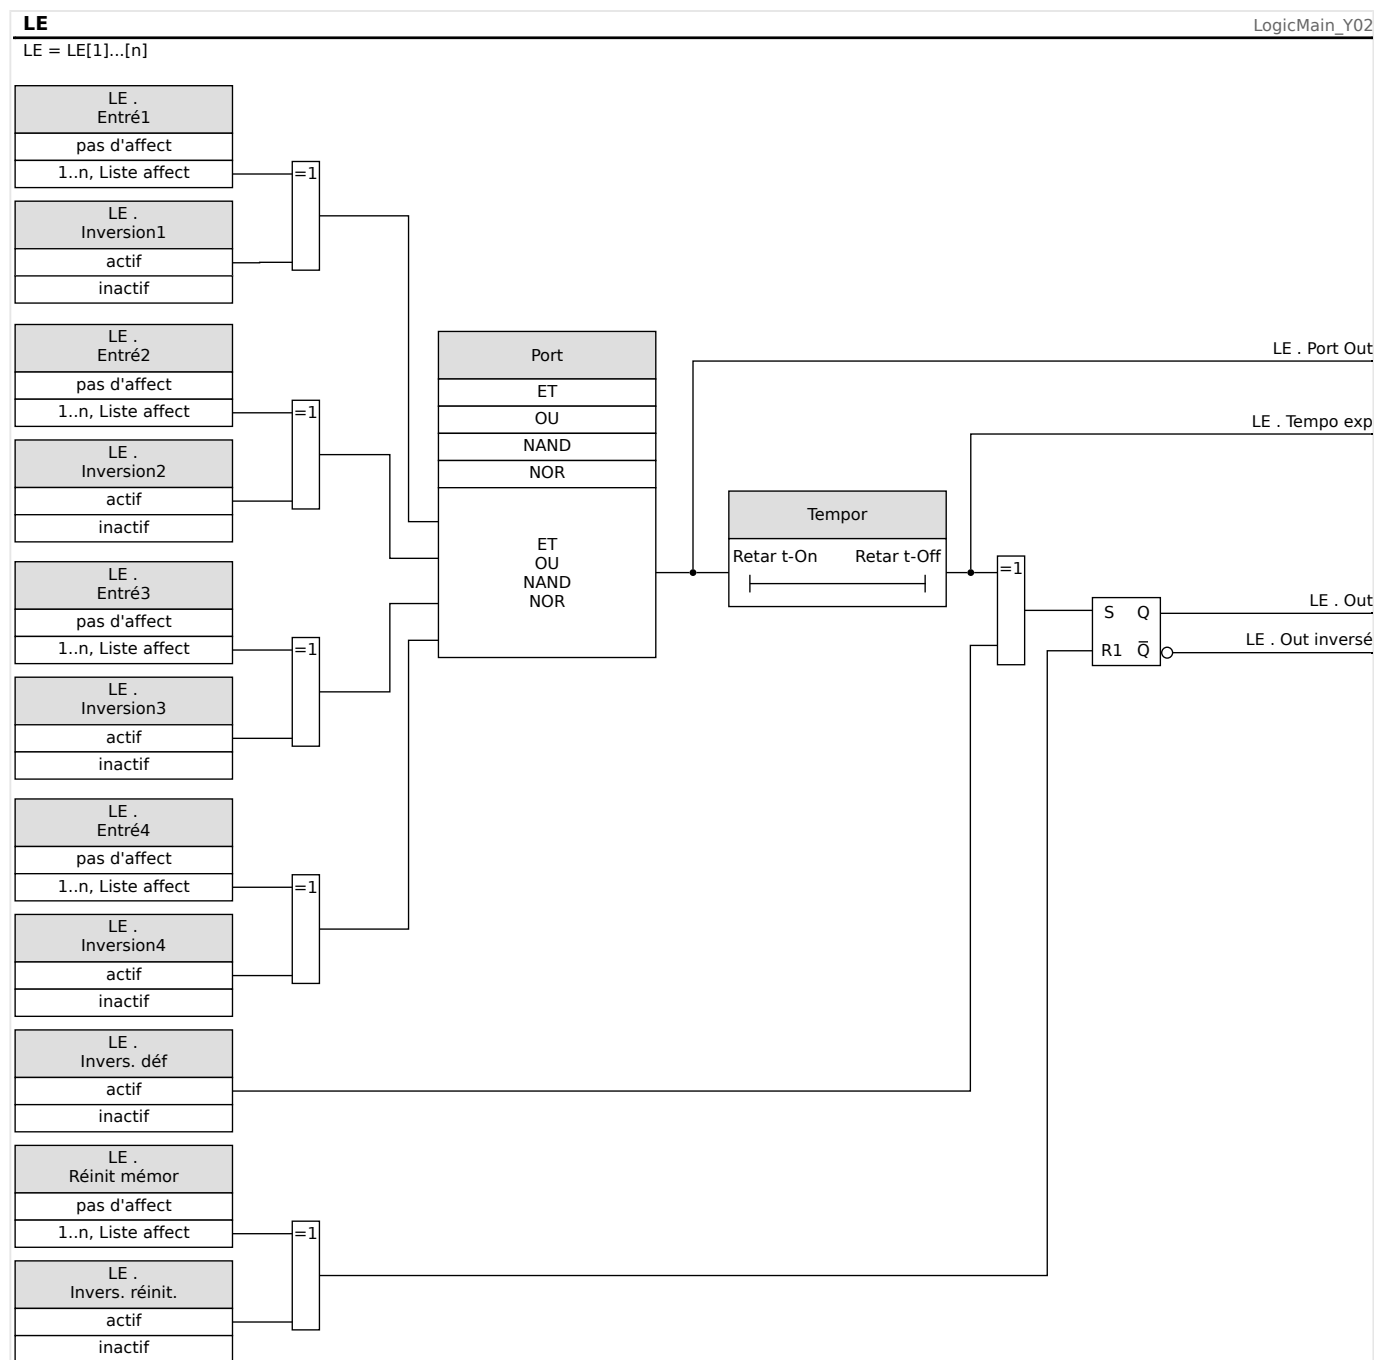 LE
LogicMain_Y02
LE = LE[1]...[n]
LE .
Entré1
pas d'affect
1..n, Liste affect
=1
LE .
Inversion1
actif
inactif
LE .
Entré2
pas d'affect
1..n, Liste affect
=1
LE .
Inversion2
actif
inactif
LE .
Entré3
pas d'affect
1..n, Liste affect
=1
LE .
Inversion3
actif
inactif
LE .
Entré4
pas d'affect
1..n, Liste affect
=1
LE .
Inversion4
actif
inactif
LE .
Invers. déf
actif
inactif
LE .
Réinit mémor
pas d'affect
1..n, Liste affect
=1
LE .
Invers. réinit.
actif
inactif
Port
ET
OU
NAND
NOR
ET
OU
NAND
NOR
Tempor
Retar t-On Retar t-Off
=1
S Q
R1 Q̅
LE . Port Out
LE . Tempo exp
LE . Out
LE . Out inversé